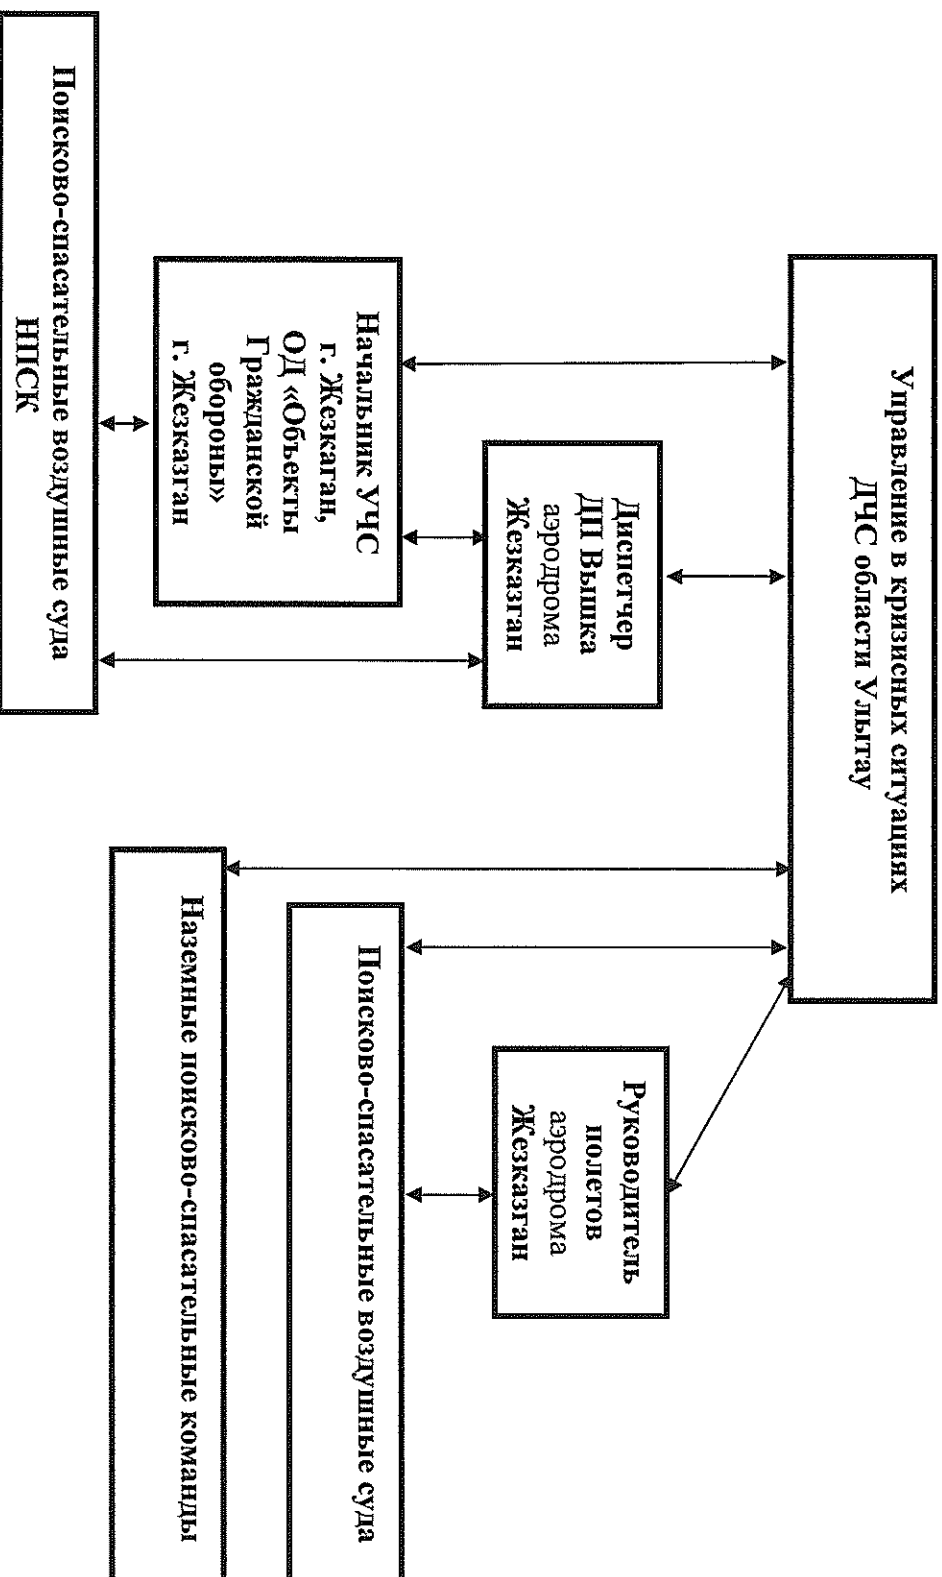 Управление в кризисных ситуациях
ДЧС области Улытау
Диспетчер
ДП Вышка
аэродрома
Жезказган
Руководитель
полетов
аэродрома
Жезказган
Начальник УЧС
г. Жезкаган,
ОД «Объекты
Гражданской
обороны»
г. Жезказган
Поисково-спасательные воздушные суда
Наземные поисково-спасательные команды
Поисково-спасательные воздушные суда
НПСК